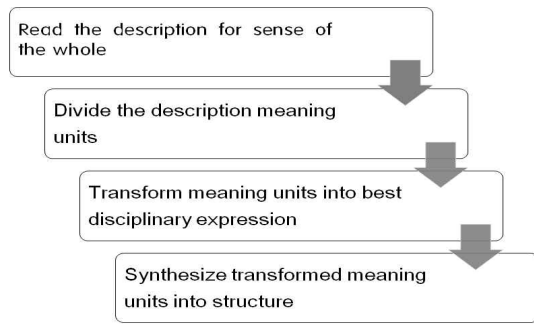 Read the description for sense of
the whole
Divide the description meaning
units
Transform meaning units into best
disciplinary expression
Synthesize transformed meaning
units into structure